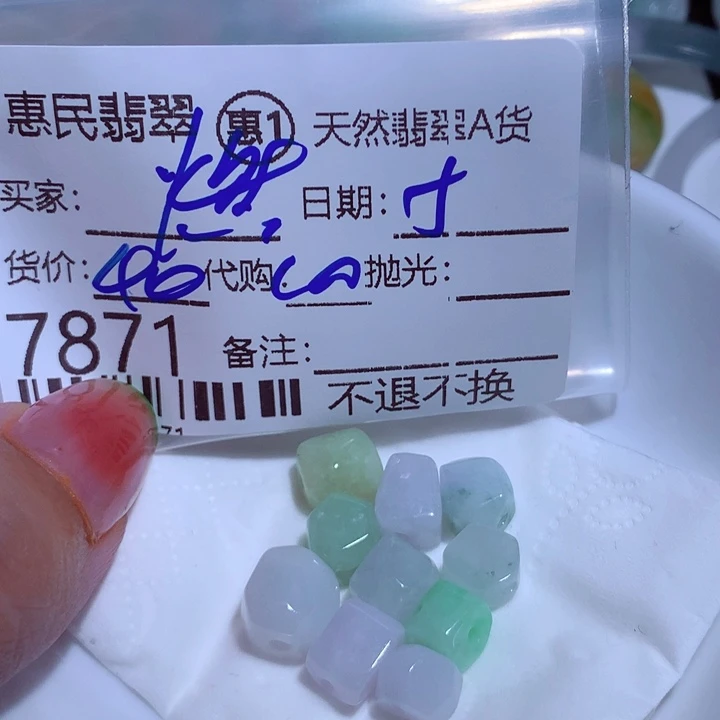 惠民翡翠 惠1 天然翡翠A货
买家: 日期:
货价: 代购: 抛光:
7871 备注:
不退不换